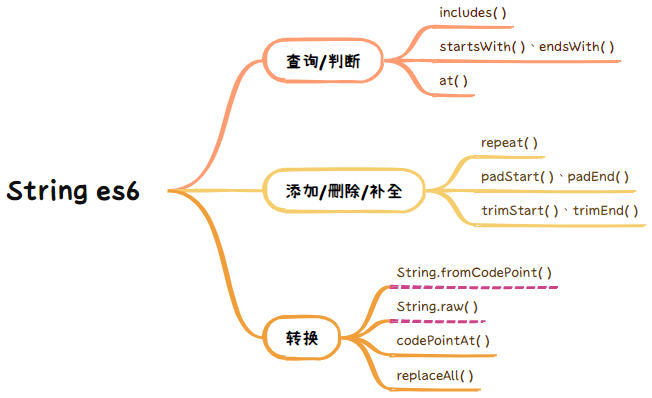 String es6
查询/判断
includes()
startsWith()、endsWith()
at()
添加/删除/补全
repeat()
padStart()、padEnd()
trimStart()、trimEnd()
转换
String.fromCodePoint()
String.raw()
codePointAt()
replaceAll()